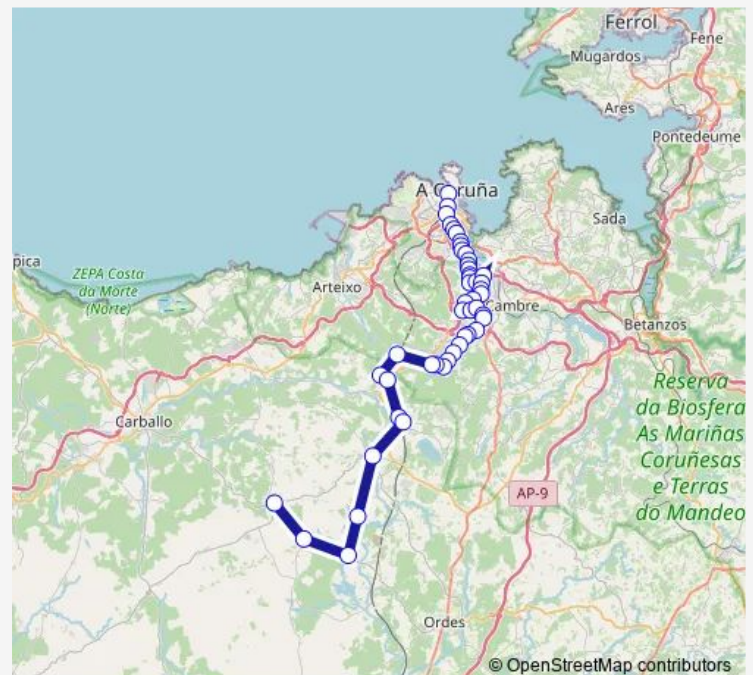 Ferrol
Fene
Mugardos
Ares
Pontedeume
A Coruña
Sada
pica
ZEPA Costa
da Morte
(Norte)
Arteixo
Cambre
Betanzos
Carballo
Reserva
da Biosfera
As Mariñas
Coruñesas
e Terras
do Mandeo
AP-9
Ordes
© OpenStreetMap contributors